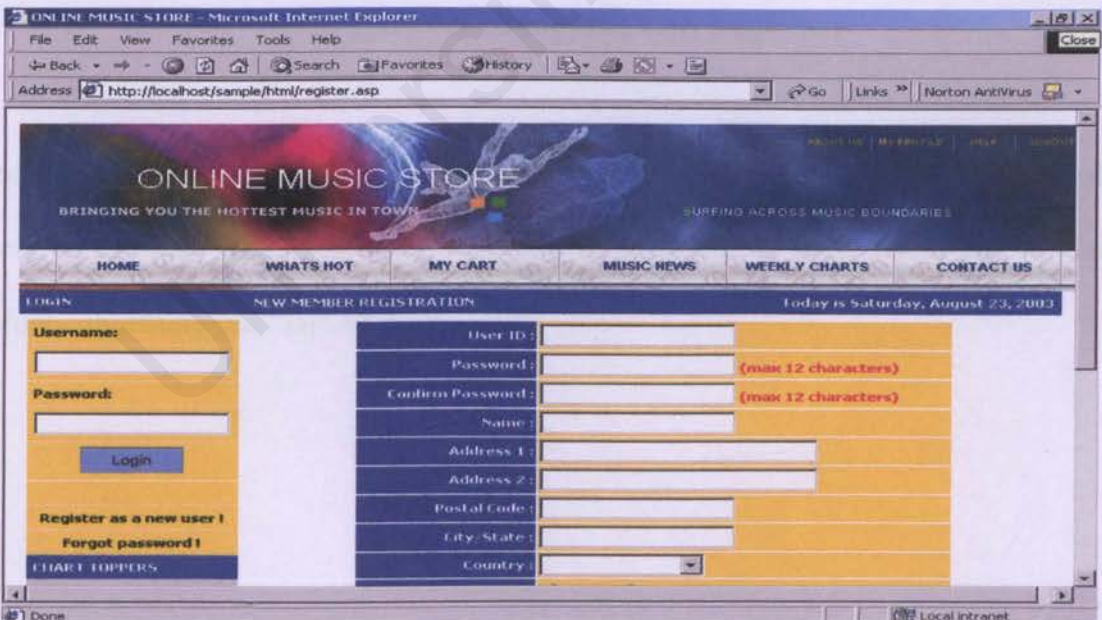 ONLINE MUSIC STORE - Microsoft Internet Explorer
File Edit View Favorites Tools Help
Close
Back Search Favorites History
Address http://localhost/sample/html/register.asp Go Links » Norton AntiVirus
ABOUT US MY PROFILE HELP
ONLINE MUSIC STORE
BRINGING YOU THE HOTTEST MUSIC IN TOWN SURFING ACROSS MUSIC BOUNDARIES
HOME WHATS HOT MY CART MUSIC NEWS WEEKLY CHARTS CONTACT US
LOGIN NEW MEMBER REGISTRATION Today is Saturday, August 23, 2003
Username:
Password:
Login
Register as a new user !
Forgot password !
CHART TOPPERS
User ID :
Password : (max 12 characters)
Confirm Password : (max 12 characters)
Name :
Address 1 :
Address 2 :
Postal Code :
City/State :
Country :
Done Local intranet